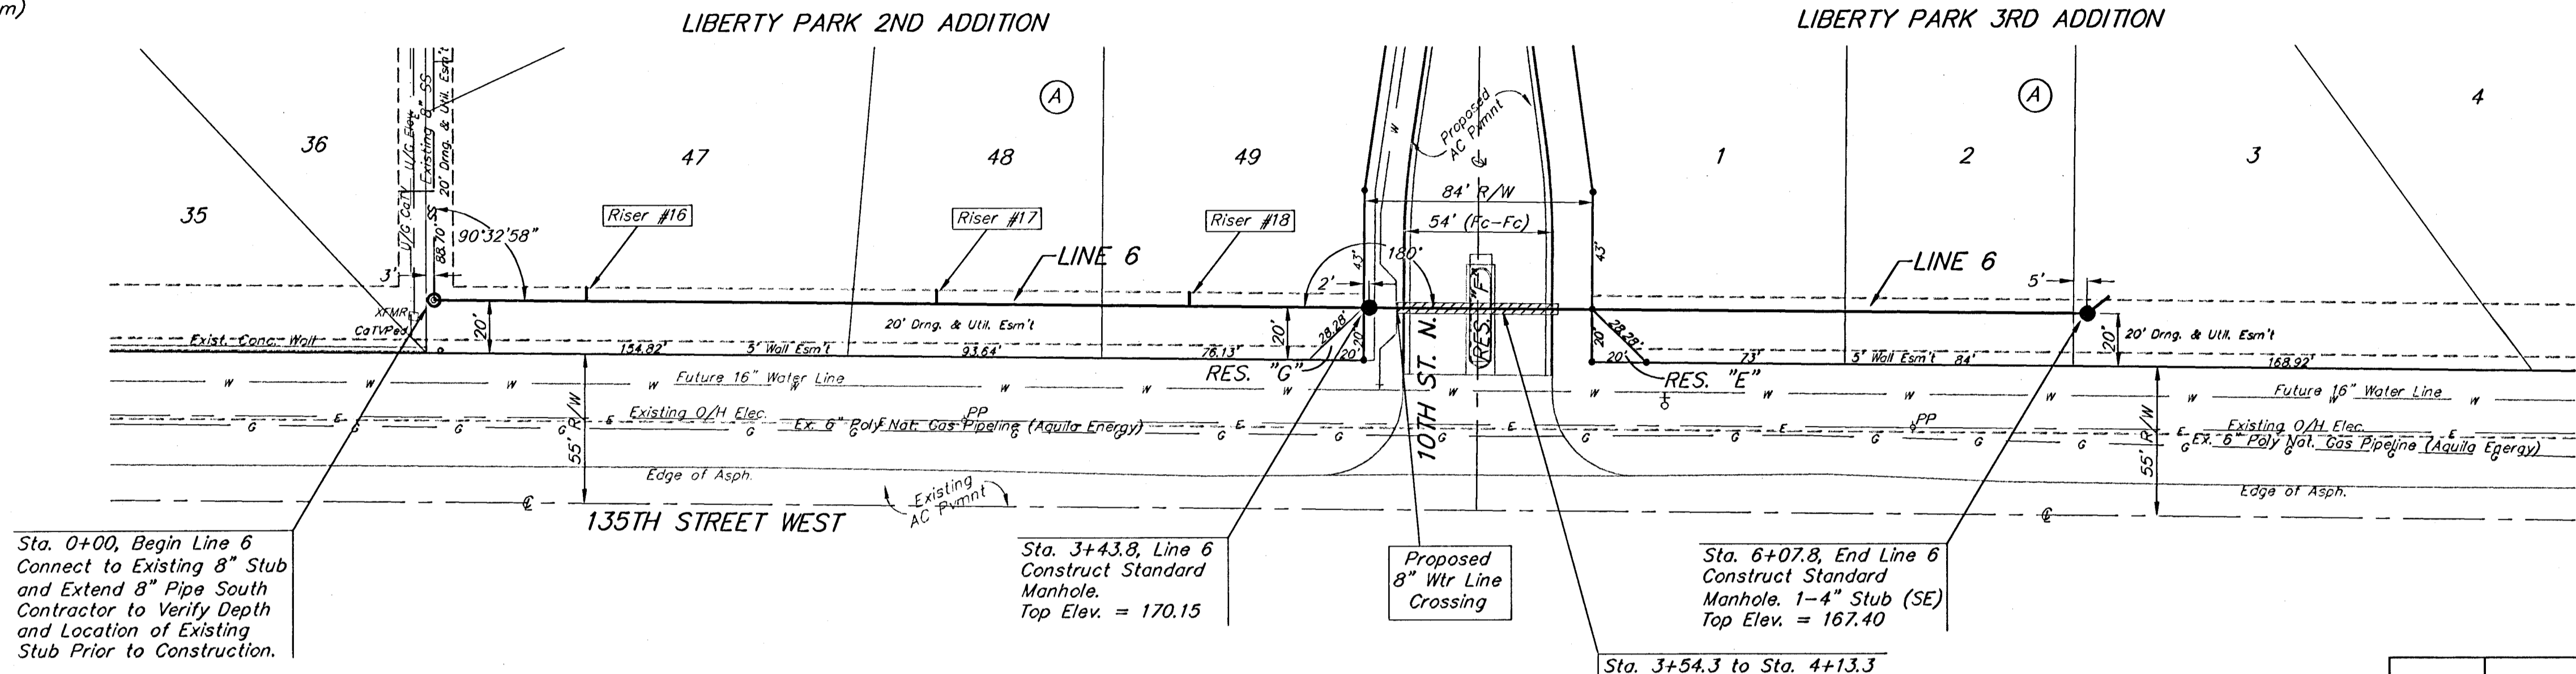 m)
LIBERTY PARK 2ND ADDITION
LIBERTY PARK 3RD ADDITION
U/G CaTV
U/G Elev
E
Existing 8" SS
20' Drng. & Util. Esm't
SS
88.70'
36
35
47
48
49
A
A
1
2
3
4
Proposed
AC Pvmnt
℄
W
84' R/W
54' (Fc-Fc)
90°32'58"
Riser #16
Riser #17
Riser #18
LINE 6
LINE 6
180°
43'
43'
3'
2'
5'
XFMR
CaTVPed
20'
20'
20'
20' Drng. & Util. Esm't
20' Drng. & Util. Esm't
28.28'
20'
20'
28.28'
20'
20'
RES. "F"
Exist. Conc. Wall
154.82'
5' Wall Esm't
93.64'
76.13'
73'
5' Wall Esm't
84'
168.92'
RES. "G"
RES. "E"
10TH ST. N.
W W W W W W W W W W W W W W W W
Future 16" Water Line
Future 16" Water Line
55' R/W
55' R/W
Existing O/H Elec.
PP
Ex. 6" Poly Nat. Gas Pipeline (Aquila Energy)
PP
Existing O/H Elec.
Ex. 6" Poly Nat. Gas Pipeline (Aquila Energy)
Edge of Asph.
Edge of Asph.
Existing
AC Pvmnt
℄
℄
135TH STREET WEST
Sta. 0+00, Begin Line 6
Connect to Existing 8" Stub
and Extend 8" Pipe South
Contractor to Verify Depth
and Location of Existing
Stub Prior to Construction.
Sta. 3+43.8, Line 6
Construct Standard
Manhole.
Top Elev. = 170.15
Proposed
8" Wtr Line
Crossing
Sta. 6+07.8, End Line 6
Construct Standard
Manhole. 1-4" Stub (SE)
Top Elev. = 167.40
Sta. 3+54.3 to Sta. 4+13.3